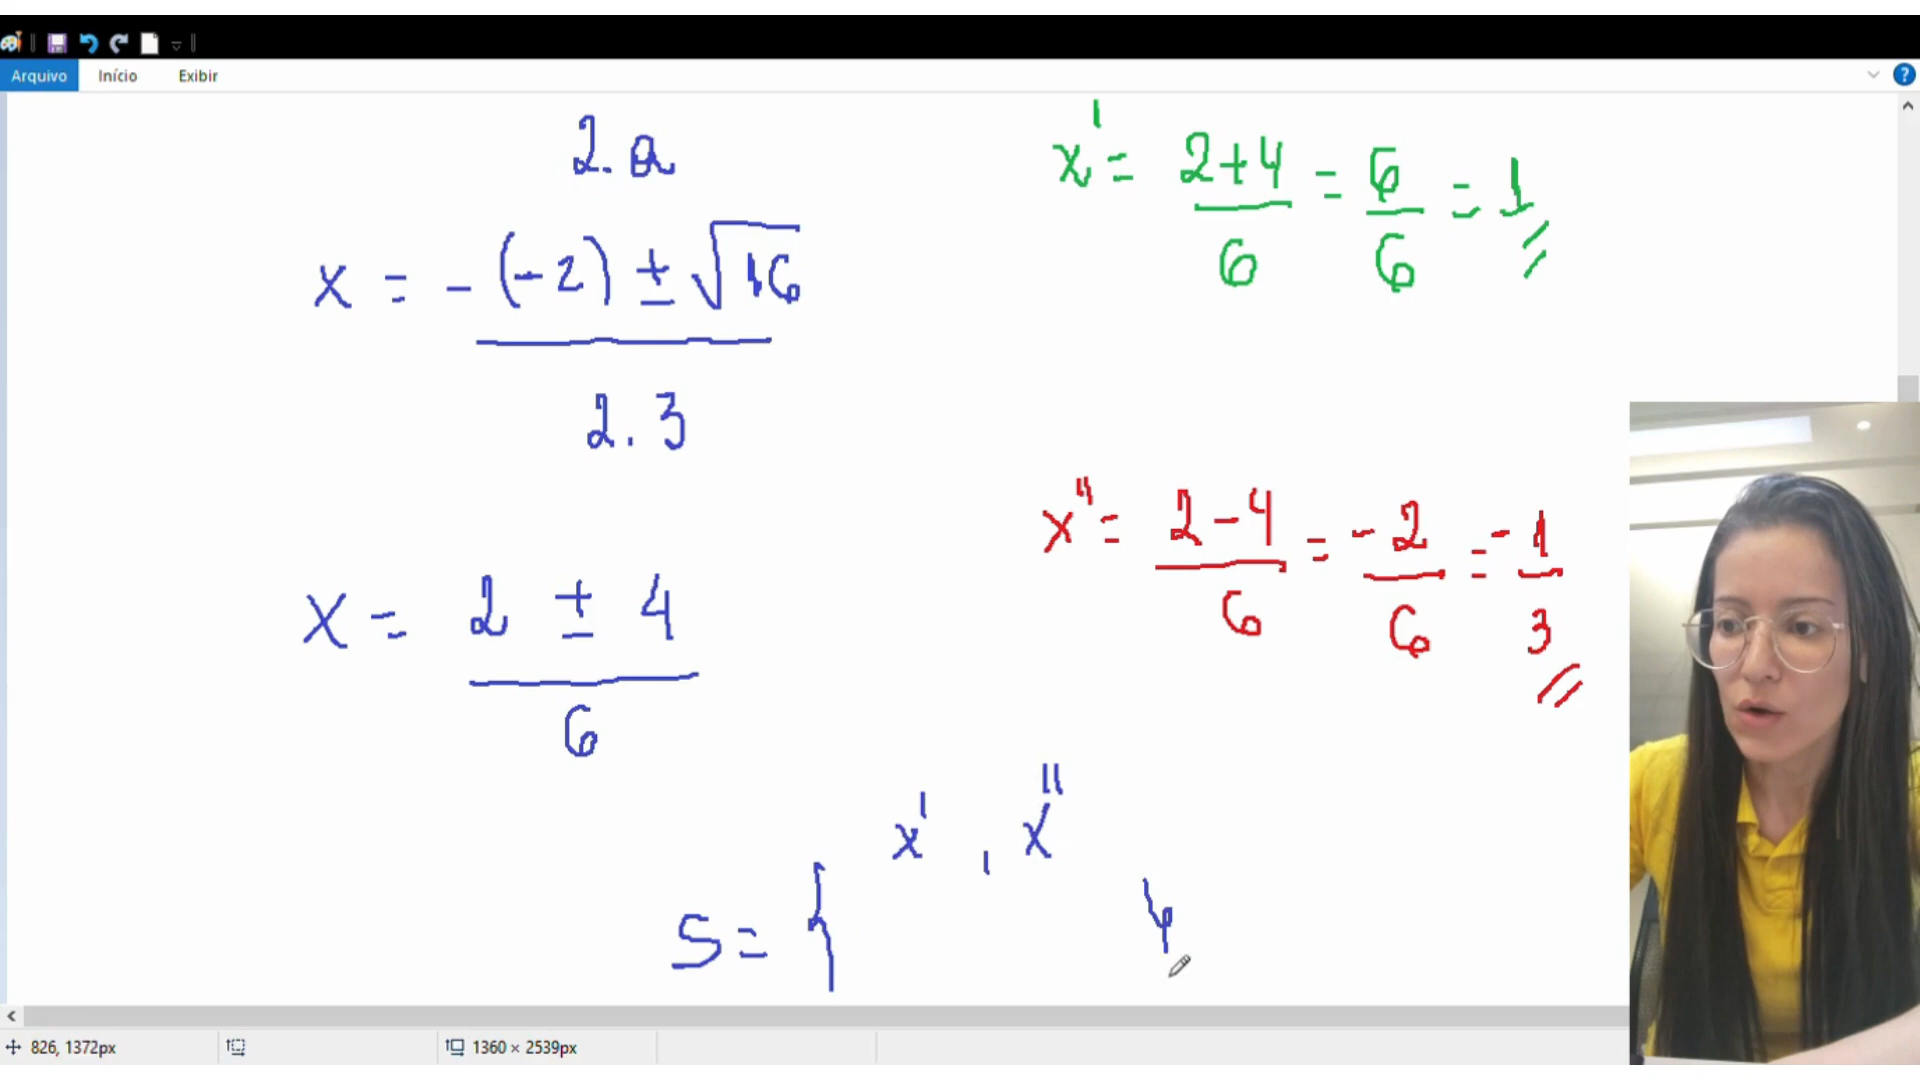 Arquivo Início Exibir
2.a
x = -(-2) ± √16
2.3
x = 2 ± 4
6
x' = 2+4 = 6 = 1
6 6
x'' = 2-4 = -2 = -1
6 6 3
x' , x''
S = {
826, 1372px 1360 × 2539px